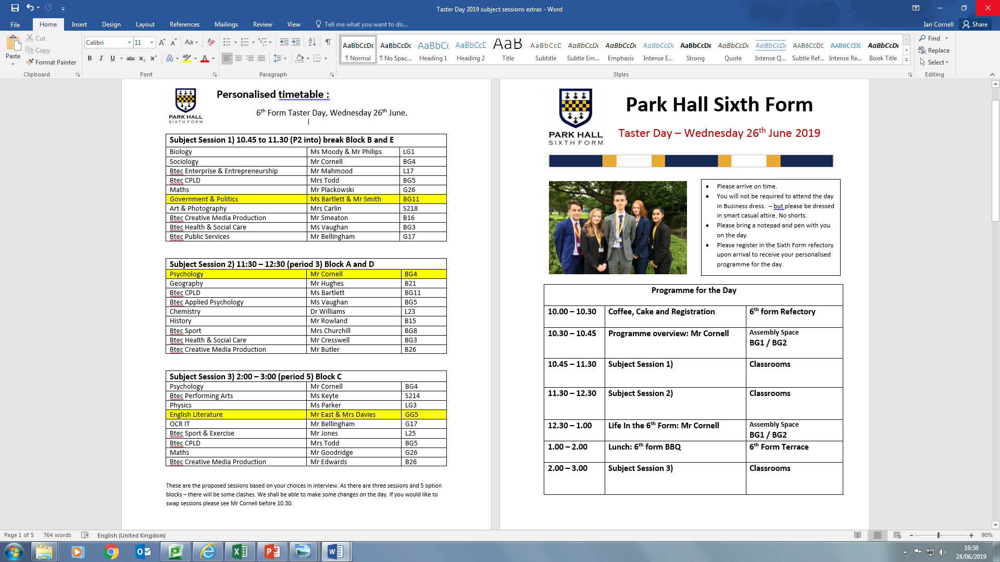 Taster Day 2019 subject sessions extras - Word
File Home Insert Design Layout References Mailings Review View Tell me what you want to do... Ian Cornell Share
Paste
Cut
Copy
Format Painter
Clipboard
Calibri 11
Font
Paragraph
AaBbCcDc AaBbCcDc AaBbCc AaBbCcC AaB AaBbCcD AaBbCcDc AaBbCcDc AaBbCcDc AaBbCcDc AaBbCcDc AaBbCcDc AaBbCcDc AaBbCcDc AaBbCcDc
¶ Normal ¶ No Spac... Heading 1 Heading 2 Title Subtitle Subtle Em... Emphasis Intense E... Strong Quote Intense Q... Subtle Ref... Intense Re... Book Title
Styles
Find
Replace
Select
Editing
PARK HALL
SIXTH FORM
Personalised timetable :
6th Form Taster Day, Wednesday 26th June.
Subject Session 1) 10.45 to 11.30 (P2 into) break Block B and E
Biology Ms Moody & Mr Philips LG1
Sociology Mr Cornell BG4
Btec Enterprise & Entrepreneurship Mr Mahmood L17
Btec CPLD Mrs Todd BG5
Maths Mr Plackowski G26
Government & Politics Ms Bartlett & Mr Smith BG11
Art & Photography Mrs Carlin S218
Btec Creative Media Production Mr Smeaton B16
Btec Health & Social Care Ms Vaughan BG3
Btec Public Services Mr Bellingham G17
Subject Session 2) 11:30 – 12:30 (period 3) Block A and D
Psychology Mr Cornell BG4
Geography Mr Hughes B21
Btec CPLD Ms Bartlett BG11
Btec Applied Psychology Ms Vaughan BG5
Chemistry Dr Williams L23
History Mr Rowland B15
Btec Sport Mrs Churchill BG8
Btec Health & Social Care Mr Cresswell BG3
Btec Creative Media Production Mr Butler B26
Subject Session 3) 2:00 – 3:00 (period 5) Block C
Psychology Mr Cornell BG4
Btec Performing Arts Ms Keyte S214
Physics Ms Parker LG3
English Literature Mr East & Mrs Davies GG5
OCR IT Mr Bellingham G17
Btec Sport & Exercise Mr Jones L25
Btec CPLD Mrs Todd BG5
Maths Mr Goodridge G26
Btec Creative Media Production Mr Edwards B26
These are the proposed sessions based on your choices in interview. As there are three sessions and 5 option
blocks – there will be some clashes. We shall be able to make some changes on the day. If you would like to
swap sessions please see Mr Cornell before 10.30.
PARK HALL
SIXTH FORM
Park Hall Sixth Form
Taster Day – Wednesday 26th June 2019
• Please arrive on time.
• You will not be required to attend the day
in Business dress. – but please be dressed
in smart casual attire. No shorts.
• Please bring a notepad and pen with you
on the day.
• Please register in the Sixth Form refectory
upon arrival to receive your personalised
programme for the day.
Programme for the Day
10.00 – 10.30 Coffee, Cake and Registration 6th form Refectory
10.30 – 10.45 Programme overview: Mr Cornell Assembly Space
BG1 / BG2
10.45 – 11.30 Subject Session 1) Classrooms
11.30 – 12.30 Subject Session 2) Classrooms
12.30 – 1.00 Life In the 6th Form: Mr Cornell Assembly Space
BG1 / BG2
1.00 – 2.00 Lunch: 6th form BBQ 6th Form Terrace
2.00 – 3.00 Subject Session 3) Classrooms
Page 1 of 5 764 words English (United Kingdom) 90%
16:58
24/06/2019